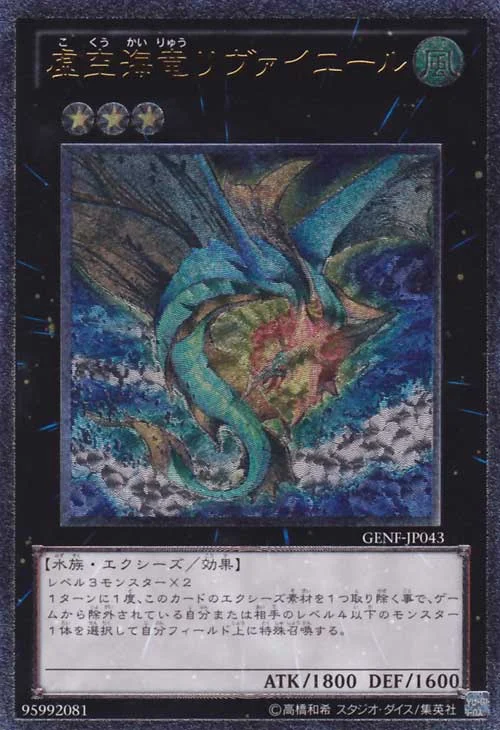 こ くう かい りゅう
虚空海竜リヴァイエール
風
GENF-JP043
【水族・エクシーズ／効果】
レベル３モンスター×２
１ターンに１度、このカードのエクシーズ素材を１つ取り除く事で、ゲ
ームから除外されている自分または相手のレベル４以下のモンスター
１体を選択して自分フィールド上に特殊召喚する。
ATK/1800 DEF/1600
95992081 ©高橋和希 スタジオ・ダイス/集英社